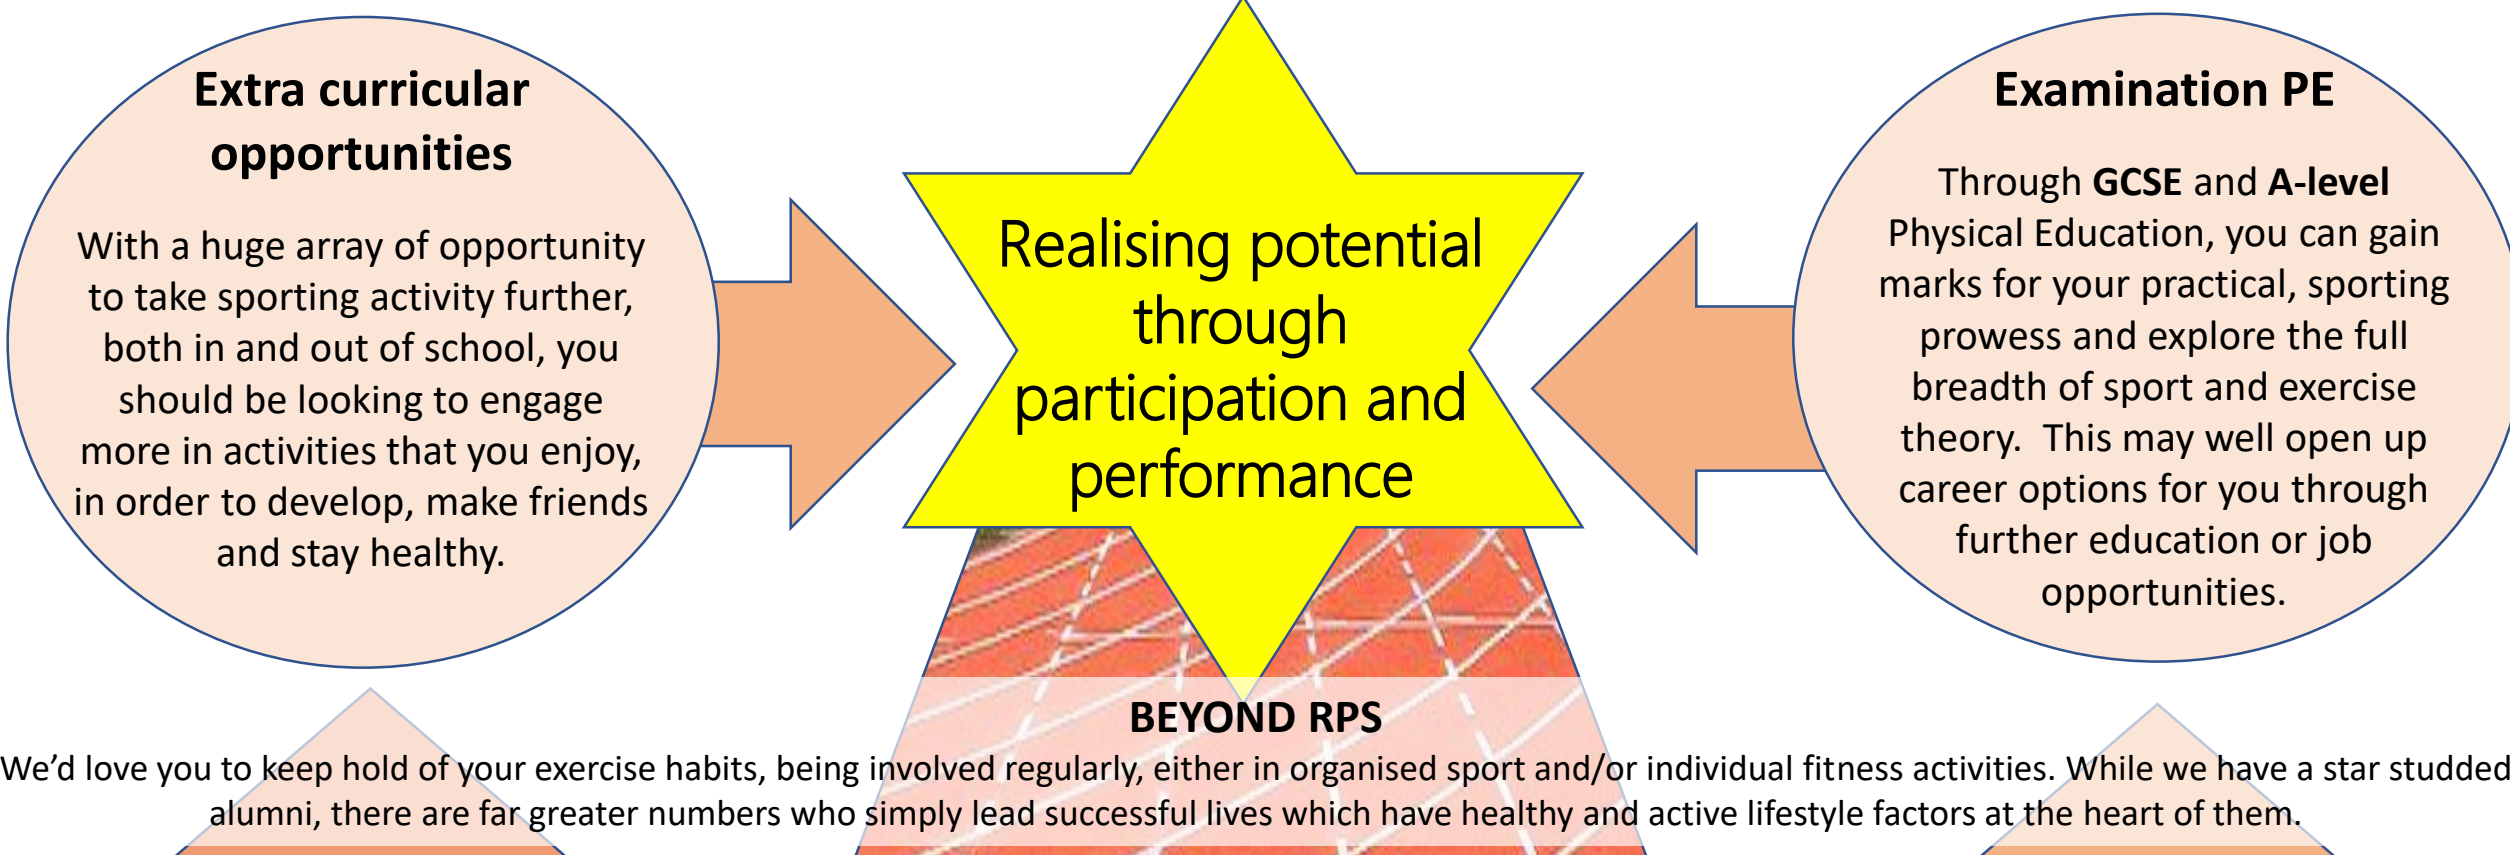 Extra curricular
opportunities
With a huge array of opportunity
to take sporting activity further,
both in and out of school, you
should be looking to engage
more in activities that you enjoy,
in order to develop, make friends
and stay healthy.
Realising potential
through
participation and
performance
Examination PE
Through GCSE and A-level
Physical Education, you can gain
marks for your practical, sporting
prowess and explore the full
breadth of sport and exercise
theory.  This may well open up
career options for you through
further education or job
opportunities.
BEYOND RPS
We’d love you to keep hold of your exercise habits, being involved regularly, either in organised sport and/or individual fitness activities. While we have a star studded
alumni, there are far greater numbers who simply lead successful lives which have healthy and active lifestyle factors at the heart of them.